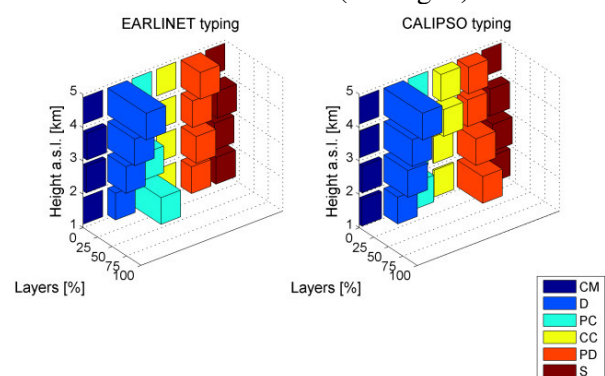 EARLINET typing
CALIPSO typing
5
4
3
2
1
Height a.s.l. [km]
0
25
50
75
100
Layers [%]
5
4
3
2
1
Height a.s.l. [km]
0
25
50
75
100
Layers [%]
CM
D
PC
CC
PD
S